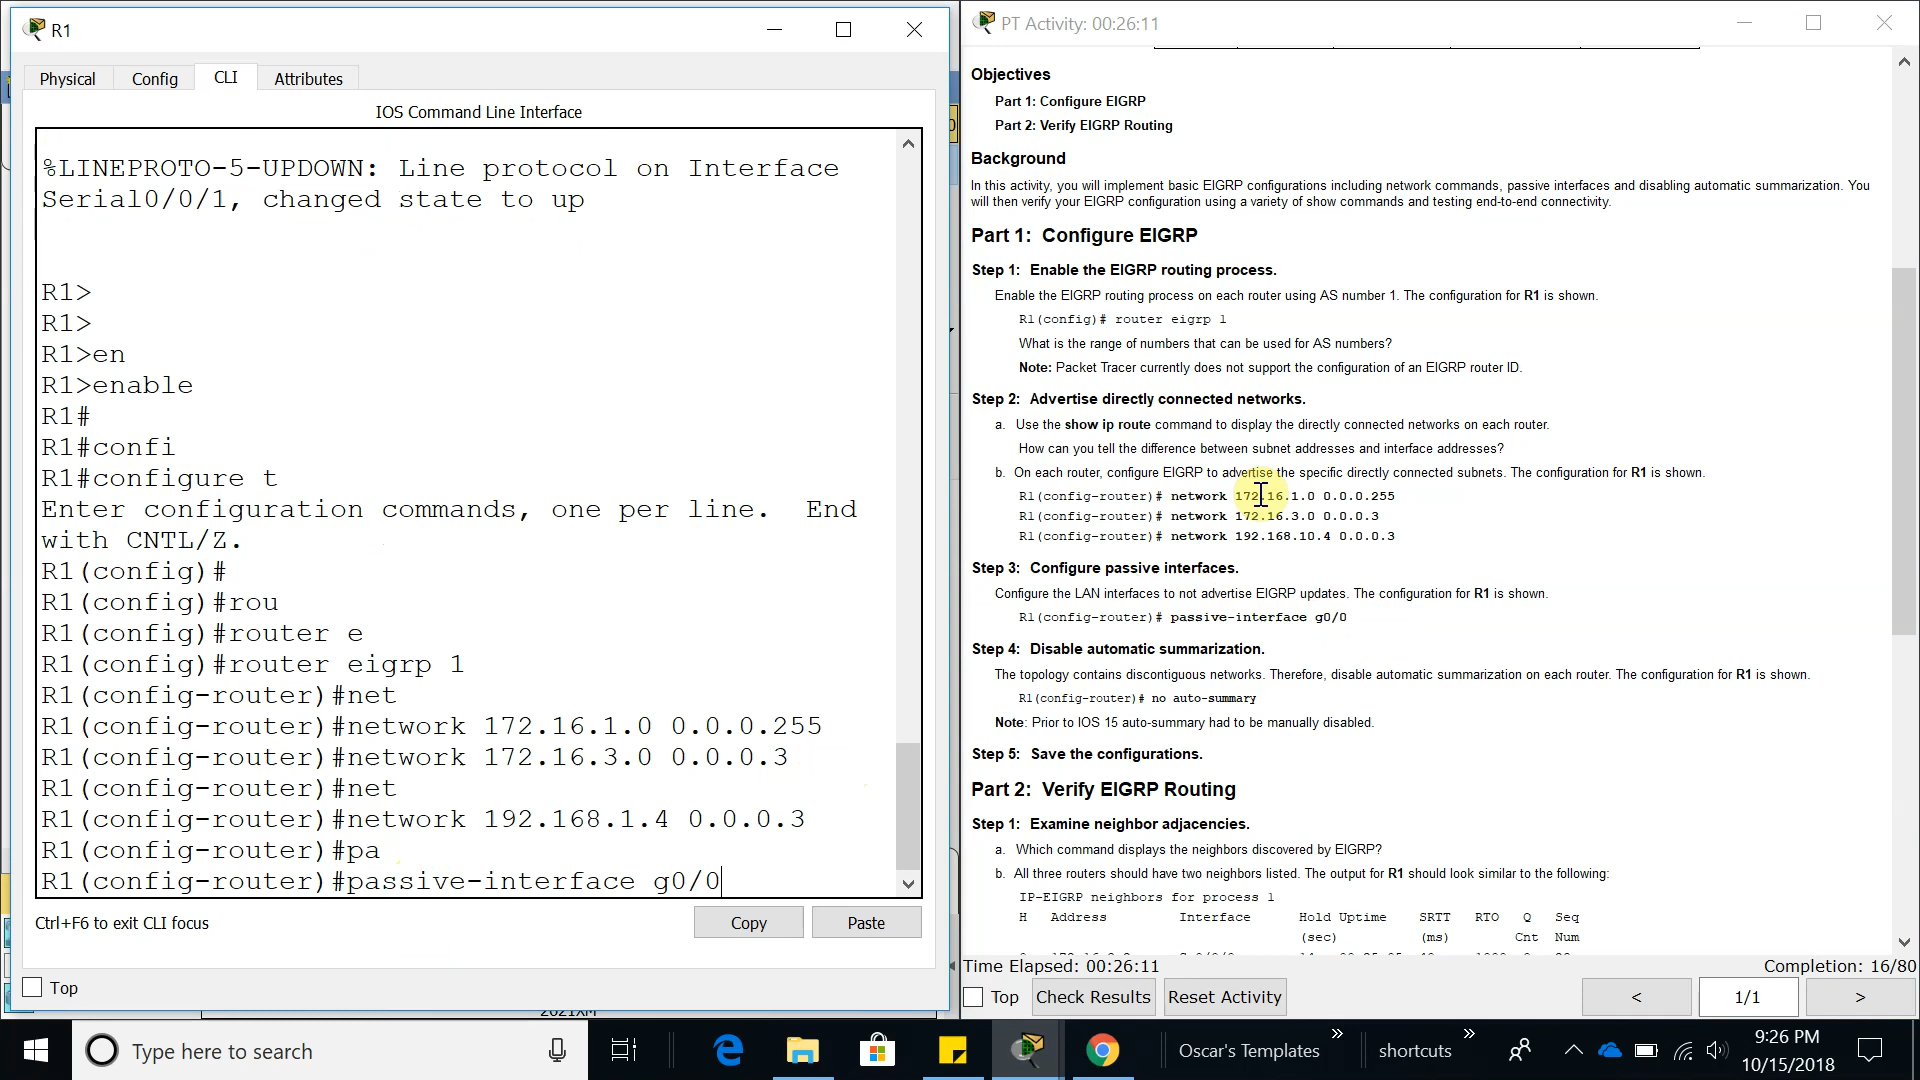 R1
Physical
Config
CLI
Attributes
IOS Command Line Interface
%LINEPROTO-5-UPDOWN: Line protocol on Interface
Serial0/0/1, changed state to up
R1>
R1>
R1>en
R1>enable
R1#
R1#confi
R1#configure t
Enter configuration commands, one per line.  End
with CNTL/Z.
R1(config)#
R1(config)#rou
R1(config)#router e
R1(config)#router eigrp 1
R1(config-router)#net
R1(config-router)#network 172.16.1.0 0.0.0.255
R1(config-router)#network 172.16.3.0 0.0.0.3
R1(config-router)#net
R1(config-router)#network 192.168.1.4 0.0.0.3
R1(config-router)#pa
R1(config-router)#passive-interface g0/0
Ctrl+F6 to exit CLI focus
Copy
Paste
Top
PT Activity: 00:26:11
Objectives
Part 1: Configure EIGRP
Part 2: Verify EIGRP Routing
Background
In this activity, you will implement basic EIGRP configurations including network commands, passive interfaces and disabling automatic summarization. You
will then verify your EIGRP configuration using a variety of show commands and testing end-to-end connectivity.
Part 1: Configure EIGRP
Step 1: Enable the EIGRP routing process.
Enable the EIGRP routing process on each router using AS number 1. The configuration for R1 is shown.
R1(config)# router eigrp 1
What is the range of numbers that can be used for AS numbers?
Note: Packet Tracer currently does not support the configuration of an EIGRP router ID.
Step 2: Advertise directly connected networks.
a. Use the show ip route command to display the directly connected networks on each router.
How can you tell the difference between subnet addresses and interface addresses?
b. On each router, configure EIGRP to advertise the specific directly connected subnets. The configuration for R1 is shown.
R1(config-router)# network 172.16.1.0 0.0.0.255
R1(config-router)# network 172.16.3.0 0.0.0.3
R1(config-router)# network 192.168.10.4 0.0.0.3
Step 3: Configure passive interfaces.
Configure the LAN interfaces to not advertise EIGRP updates. The configuration for R1 is shown.
R1(config-router)# passive-interface g0/0
Step 4: Disable automatic summarization.
The topology contains discontiguous networks. Therefore, disable automatic summarization on each router. The configuration for R1 is shown.
R1(config-router)# no auto-summary
Note: Prior to IOS 15 auto-summary had to be manually disabled.
Step 5: Save the configurations.
Part 2: Verify EIGRP Routing
Step 1: Examine neighbor adjacencies.
a. Which command displays the neighbors discovered by EIGRP?
b. All three routers should have two neighbors listed. The output for R1 should look similar to the following:
IP-EIGRP neighbors for process 1
H Address Interface Hold Uptime SRTT RTO Q Seq
(sec) (ms) Cnt Num
Time Elapsed: 00:26:11
Completion: 16/80
Top
Check Results
Reset Activity
<
1/1
>
Type here to search
Oscar's Templates
»
shortcuts
»
9:26 PM
10/15/2018